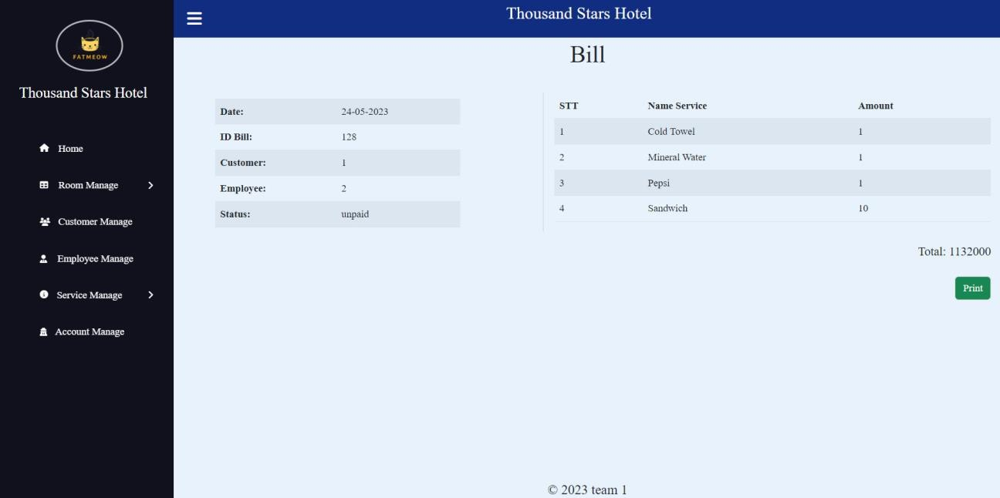 FATMEOW
Thousand Stars Hotel
Home
Room Manage
Customer Manage
Employee Manage
Service Manage
Account Manage
Thousand Stars Hotel
Bill
Date: 24-05-2023
ID Bill: 128
Customer: 1
Employee: 2
Status: unpaid
STT Name Service Amount
1 Cold Towel 1
2 Mineral Water 1
3 Pepsi 1
4 Sandwich 10
Total: 1132000
Print
© 2023 team 1